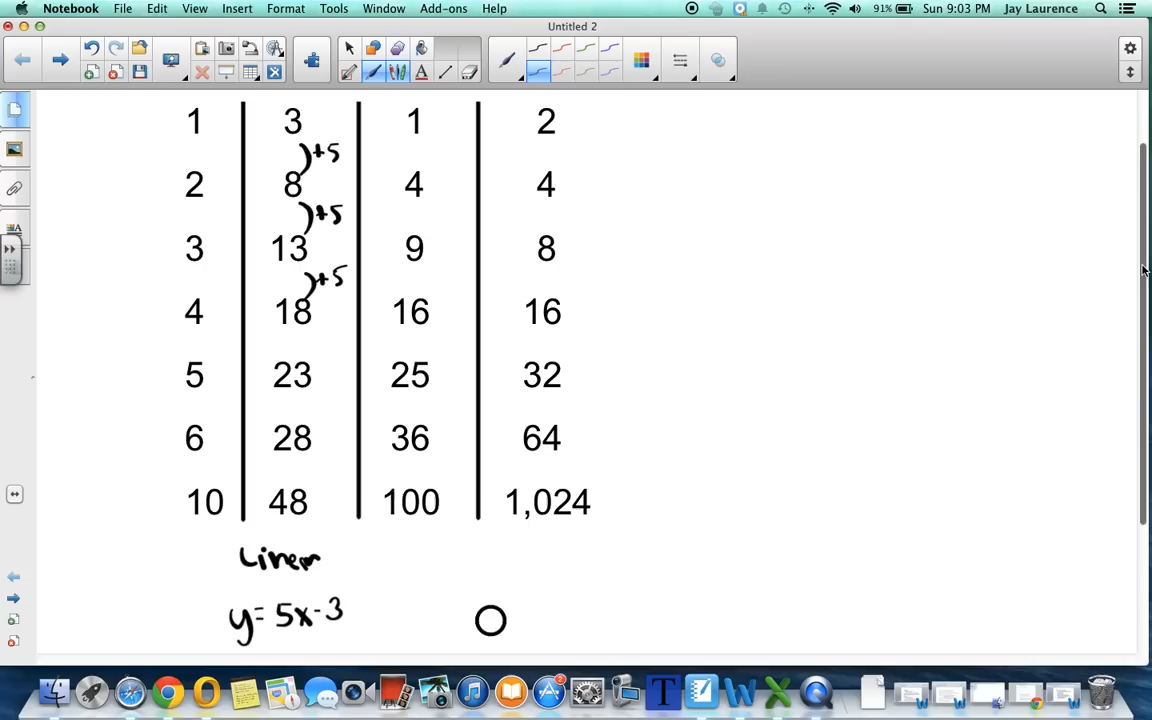 Notebook File Edit View Insert Format Tools Window Add-ons Help 91% Sun 9:03 PM Jay Laurence
Untitled 2
1 3 1 2
)+5
2 8 4 4
)+5
3 13 9 8
)+5
4 18 16 16
5 23 25 32
6 28 36 64
10 48 100 1,024
Linear
y= 5x-3